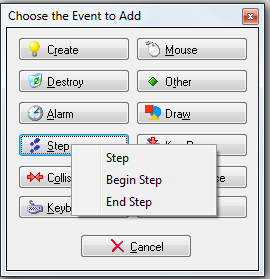 Choose the Event to Add
Create
Mouse
Destroy
Other
Alarm
Draw
Step
Step
Begin Step
End Step
Cancel